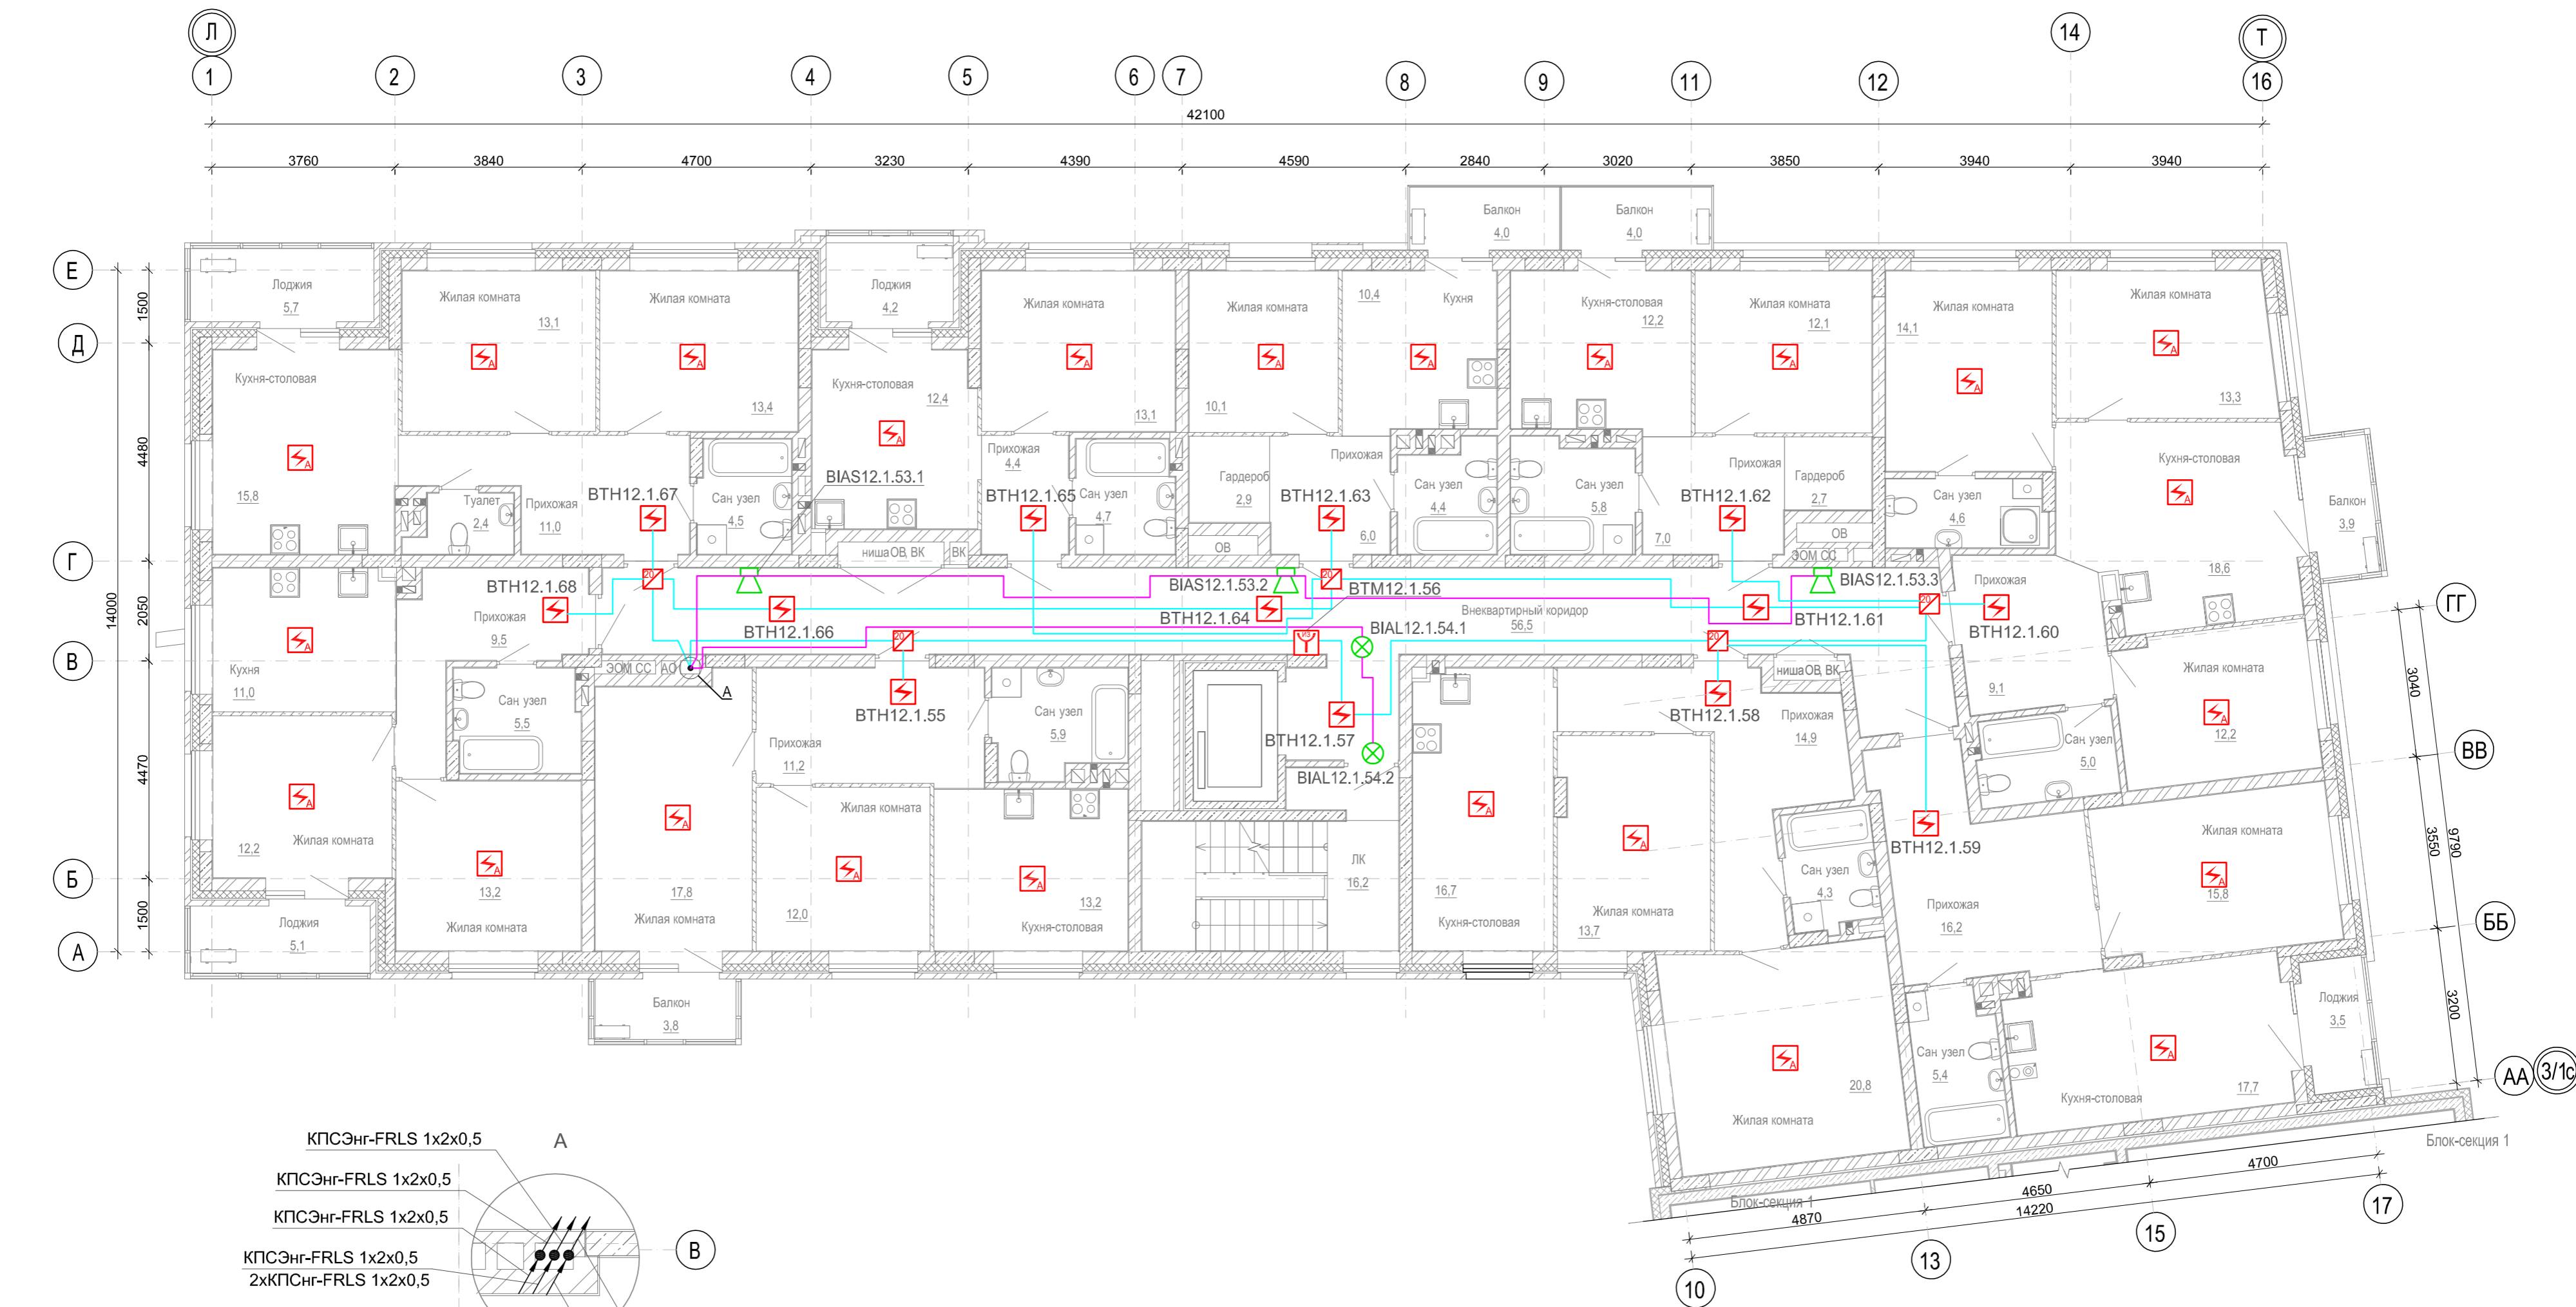 Л
1
2
3
4
5
6
7
8
9
11
12
14
Т
16
42100
3760
3840
4700
3230
4390
4590
2840
3020
3850
3940
3940
Балкон
4,0
Балкон
4,0
Е
Д
Г
В
Б
А
1500
4480
2050
4470
1500
14000
Лоджия
5,7
Жилая комната
13,1
Жилая комната
13,4
Лоджия
4,2
Жилая комната
13,1
Жилая комната
10,1
10,4
Кухня
Кухня-столовая
12,2
Жилая комната
12,1
Жилая комната
14,1
Жилая комната
13,3
Кухня-столовая
15,8
Кухня-столовая
12,4
Туалет
2,4
Прихожая
11,0
BTH12.1.67
Сан. узел
4,5
BIAS12.1.53.1
Прихожая
4,4
BTH12.1.65
Сан. узел
4,7
Гардероб
2,9
Прихожая
BTH12.1.63
6,0
Сан. узел
4,4
Сан. узел
5,8
Прихожая
BTH12.1.62
7,0
Гардероб
2,7
Сан. узел
4,6
Кухня-столовая
18,6
Балкон
3,9
ниша ОВ, ВК
ВК
ОВ
ОВ
ЭОМ СС
BTH12.1.68
20
BIAS12.1.53.2
20
BTM12.1.56
BIAS12.1.53.3
20
Прихожая
9,5
BTH12.1.66
BTH12.1.64
Внеквартирный коридор
56,5
BTH12.1.61
BTH12.1.60
Прихожая
9,1
20
ИЗ
BIAL12.1.54.1
20
Кухня
11,0
ЭОМ СС
АО
А
BTH12.1.55
Сан. узел
5,5
Прихожая
11,2
Сан. узел
5,9
BTH12.1.57
BIAL12.1.54.2
BTH12.1.58
ниша ОВ, ВК
Прихожая
14,9
Жилая комната
12,2
Сан. узел
5,0
Жилая комната
12,2
Жилая комната
13,2
Жилая комната
17,8
Жилая комната
12,0
13,2
Кухня-столовая
ЛК
16,2
16,7
Кухня-столовая
Жилая комната
13,7
Сан. узел
4,3
BTH12.1.59
Прихожая
16,2
Жилая комната
15,8
Лоджия
5,1
Балкон
3,8
20,8
Жилая комната
Сан. узел
5,4
Кухня-столовая
17,7
Лоджия
3,5
ГГ
ВВ
ББ
АА
3/1с
3040
3550
3200
9790
Блок-секция 1
Блок-секция 1
4870
4650
4700
14220
10
13
15
17
А
КПСЭнг-FRLS 1x2x0,5
КПСЭнг-FRLS 1x2x0,5
КПСЭнг-FRLS 1x2x0,5
КПСЭнг-FRLS 1x2x0,5
2xКПСнг-FRLS 1x2x0,5
В